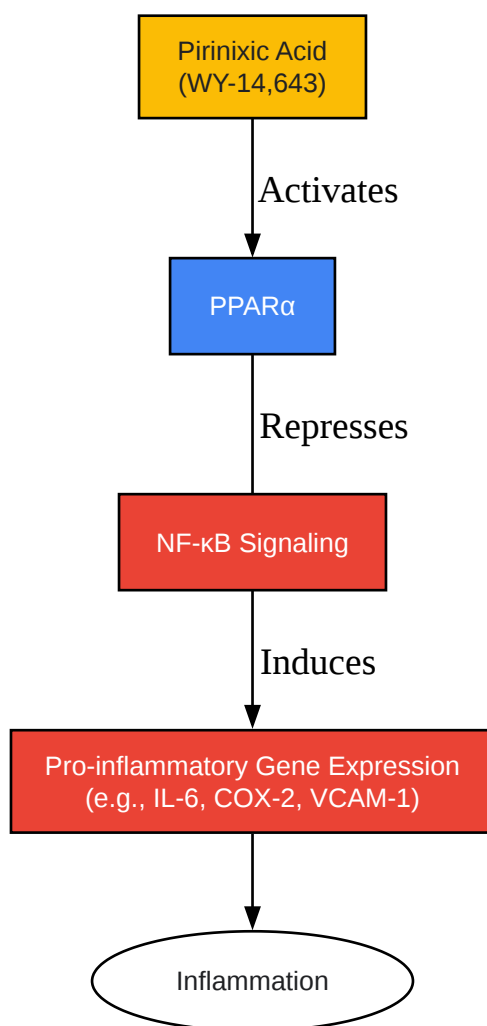 Pirinixic Acid
(WY-14,643)
Activates
PPARα
Represses
NF-κB Signaling
Induces
Pro-inflammatory Gene Expression
(e.g., IL-6, COX-2, VCAM-1)
Inflammation